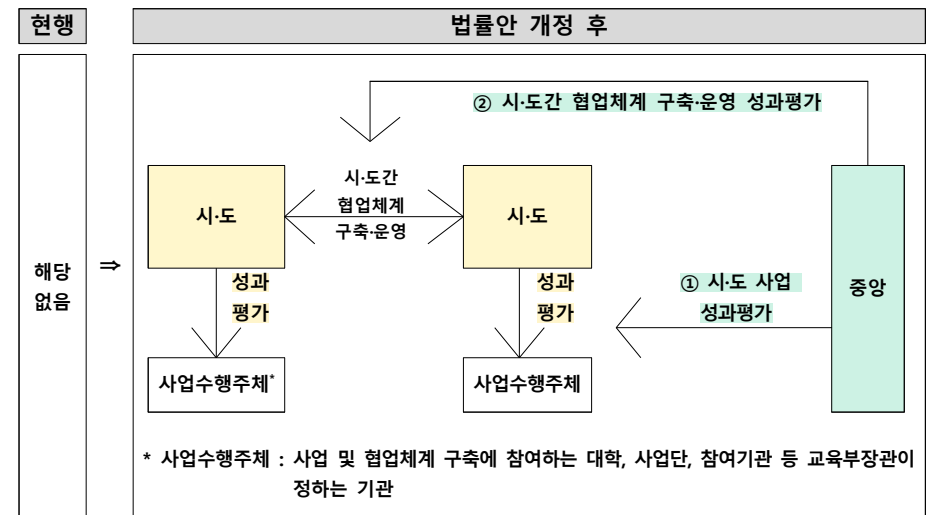 현행
법률안 개정 후
해당
없음
⇒
② 시·도간 협업체계 구축·운영 성과평가
시·도
시·도간
협업체계
구축·운영
시·도
성과
평가
성과
평가
① 시·도 사업
성과평가
중앙
사업수행주체*
사업수행주체
* 사업수행주체 : 사업 및 협업체계 구축에 참여하는 대학, 사업단, 참여기관 등 교육부장관이
정하는 기관